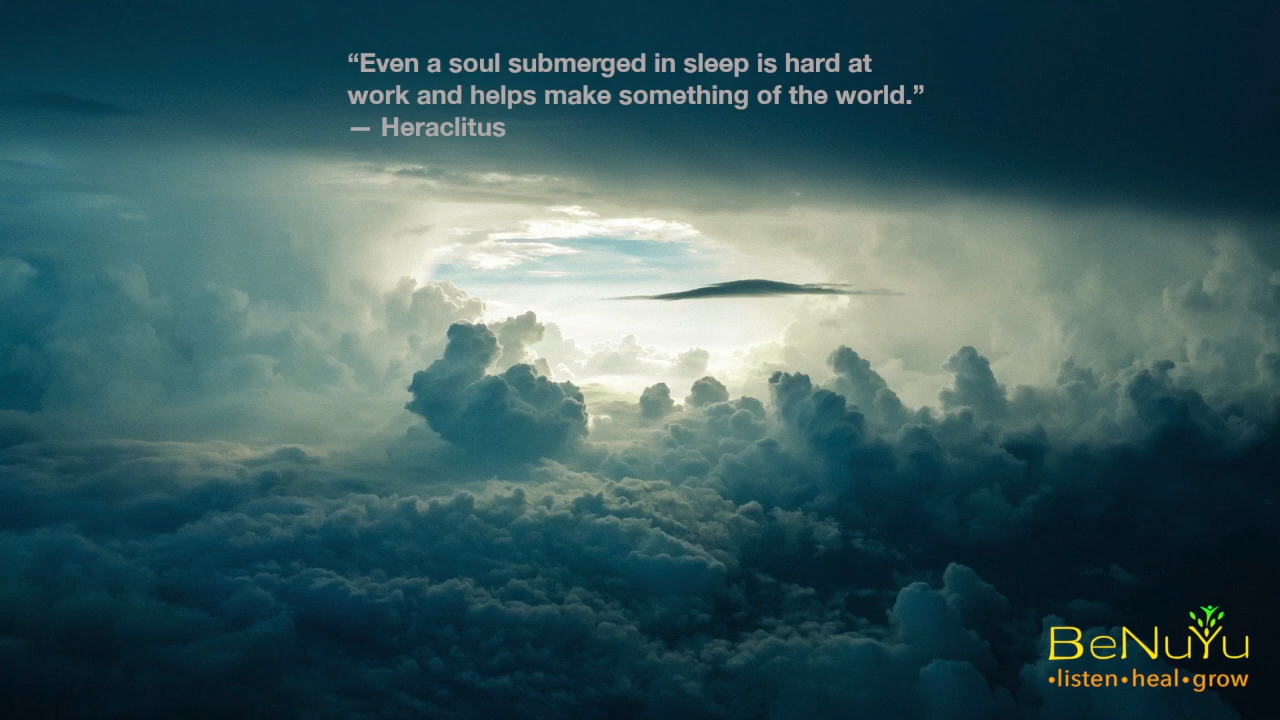 “Even a soul submerged in sleep is hard at
work and helps make something of the world.”
— Heraclitus
BeNuYu
•listen•heal•grow